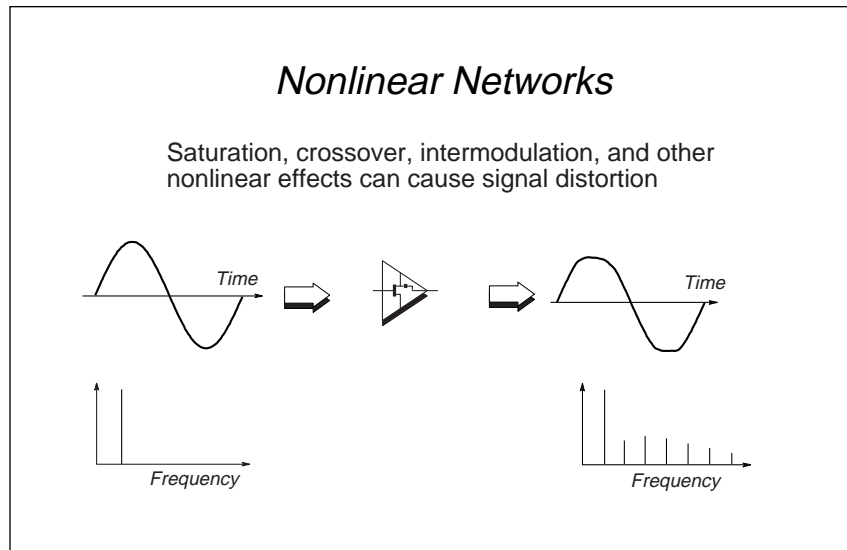 Nonlinear Networks
Saturation, crossover, intermodulation, and other
nonlinear effects can cause signal distortion
Time
Time
Frequency
Frequency